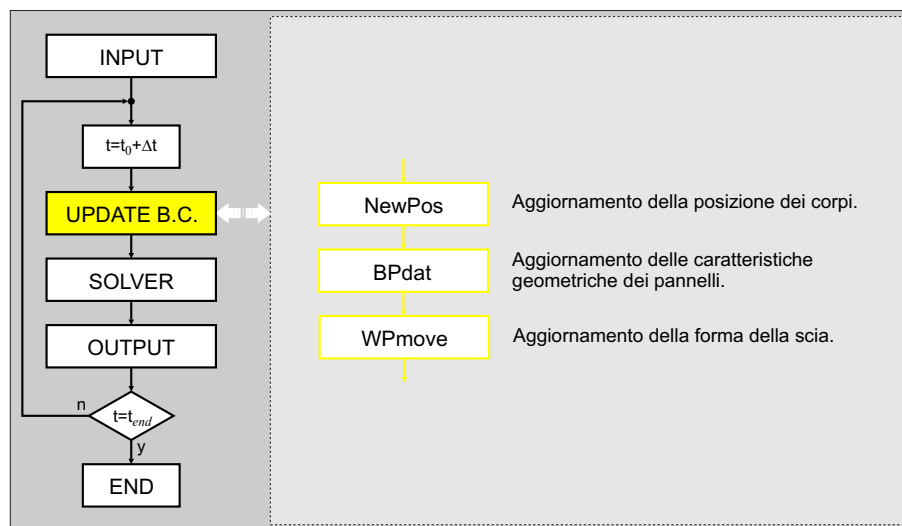 INPUT
t=t0+Δt
UPDATE B.C.
SOLVER
OUTPUT
n
t=tend
y
END
NewPos
Aggiornamento della posizione dei corpi.
BPdat
Aggiornamento delle caratteristiche
geometriche dei pannelli.
WPmove
Aggiornamento della forma della scia.